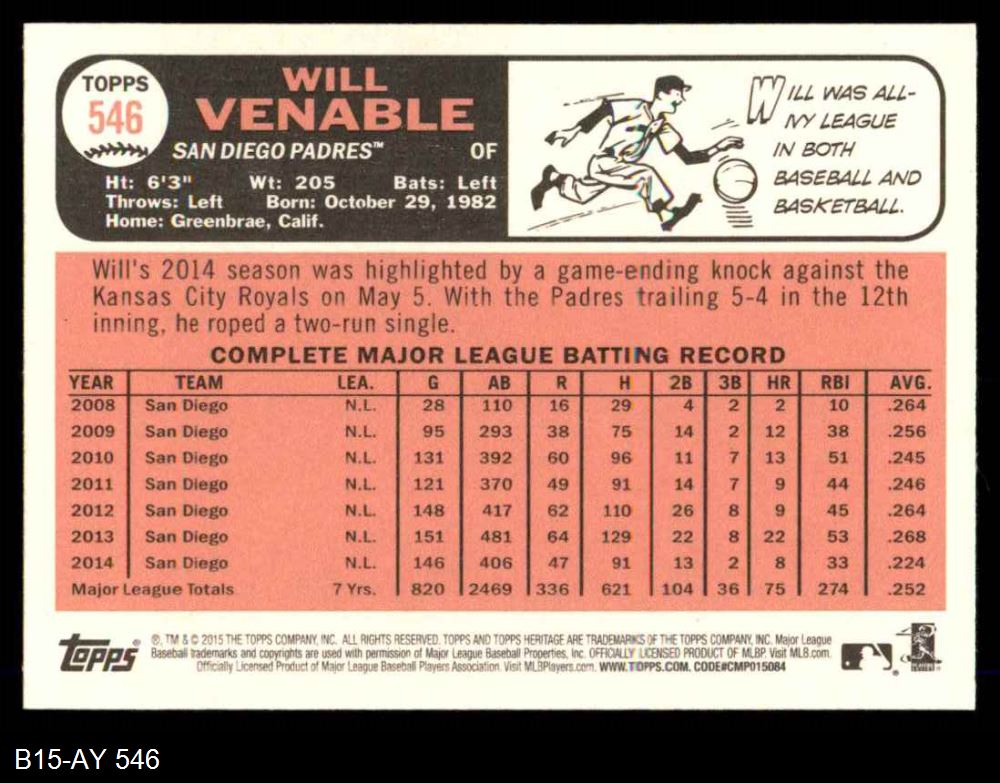 TOPPS
546
WILL
VENABLE
SAN DIEGO PADRES™ OF
Ht: 6'3" Wt: 205 Bats: Left
Throws: Left Born: October 29, 1982
Home: Greenbrae, Calif.
WILL WAS ALL-
IVY LEAGUE
IN BOTH
BASEBALL AND
BASKETBALL.
Will's 2014 season was highlighted by a game-ending knock against the
Kansas City Royals on May 5. With the Padres trailing 5-4 in the 12th
inning, he roped a two-run single.
COMPLETE MAJOR LEAGUE BATTING RECORD
YEAR TEAM LEA. G AB R H 2B 3B HR RBI AVG.
2008 San Diego N.L. 28 110 16 29 4 2 2 10 .264
2009 San Diego N.L. 95 293 38 75 14 2 12 38 .256
2010 San Diego N.L. 131 392 60 96 11 7 13 51 .245
2011 San Diego N.L. 121 370 49 91 14 7 9 44 .246
2012 San Diego N.L. 148 417 62 110 26 8 9 45 .264
2013 San Diego N.L. 151 481 64 129 22 8 22 53 .268
2014 San Diego N.L. 146 406 47 91 13 2 8 33 .224
Major League Totals 7 Yrs. 820 2469 336 621 104 36 75 274 .252
topps
®, TM & © 2015 THE TOPPS COMPANY, INC. ALL RIGHTS RESERVED. TOPPS AND TOPPS HERITAGE ARE TRADEMARKS OF THE TOPPS COMPANY, INC. Major League
Baseball trademarks and copyrights are used with permission of Major League Baseball Properties, Inc. OFFICIALLY LICENSED PRODUCT OF MLBP. Visit MLB.com.
Officially Licensed Product of Major League Baseball Players Association. Visit MLBPlayers.com. WWW.TOPPS.COM. CODE#CMP015084
B15-AY 546